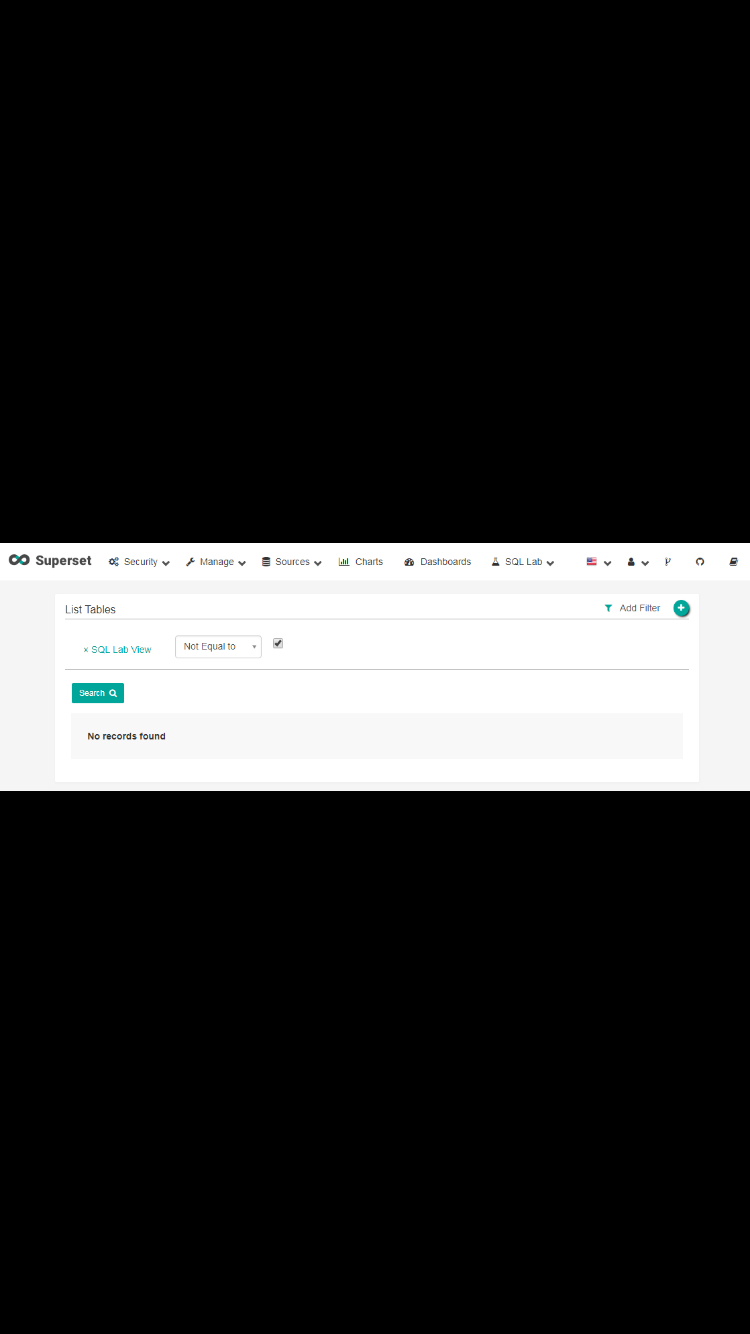 Superset Security Manage Sources Charts Dashboards SQL Lab
List Tables Add Filter
× SQL Lab View Not Equal to
Search
No records found